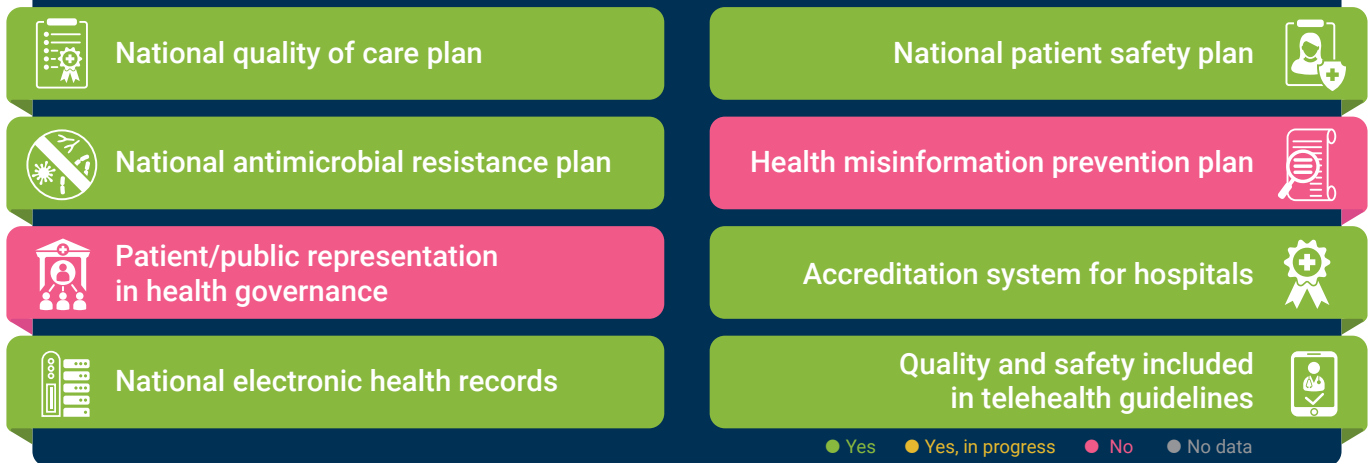 National quality of care plan
National patient safety plan
National antimicrobial resistance plan
Health misinformation prevention plan
Patient/public representation
in health governance
Accreditation system for hospitals
National electronic health records
Quality and safety included
in telehealth guidelines
Yes Yes, in progress No No data